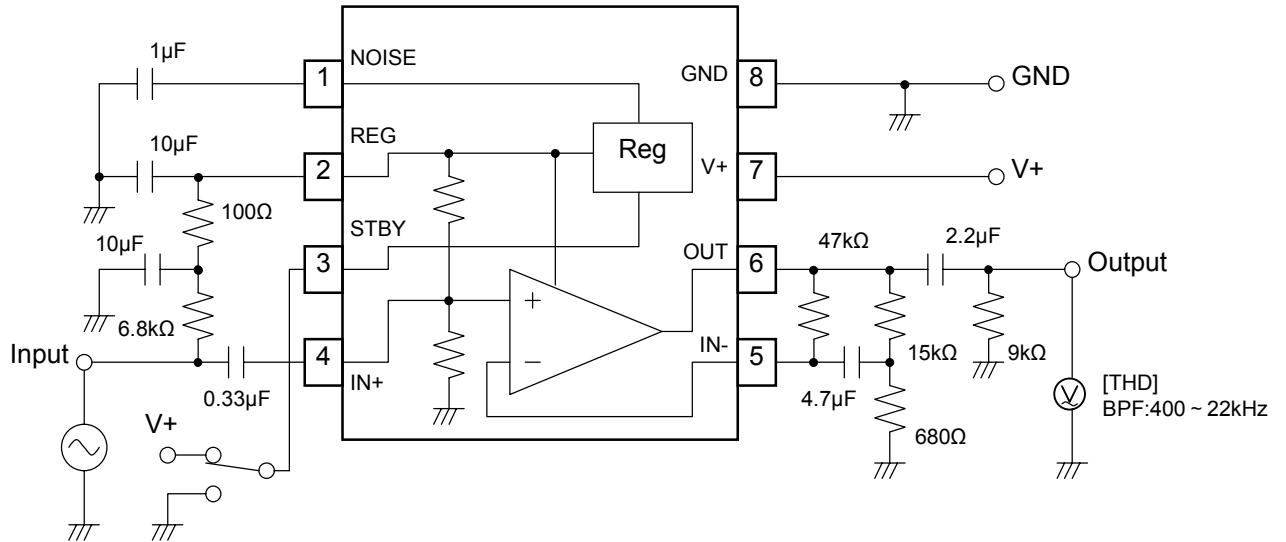 1µF
1
NOISE
GND
8
GND
10µF
2
REG
Reg
V+
7
V+
100Ω
10µF
3
STBY
47kΩ
2.2µF
OUT
6
Output
6.8kΩ
+
Input
4
IN+
−
IN-
5
15kΩ
9kΩ
0.33µF
4.7µF
V
[THD]
BPF:400 ~ 22kHz
V+
680Ω